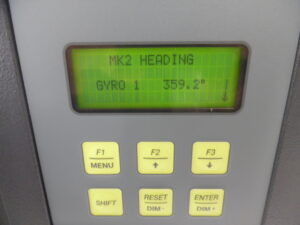 MK2 HEADING
GYRO 1 359.2°
F1
MENU
F2
↑
F3
↓
SHIFT
RESET
DIM -
ENTER
DIM +